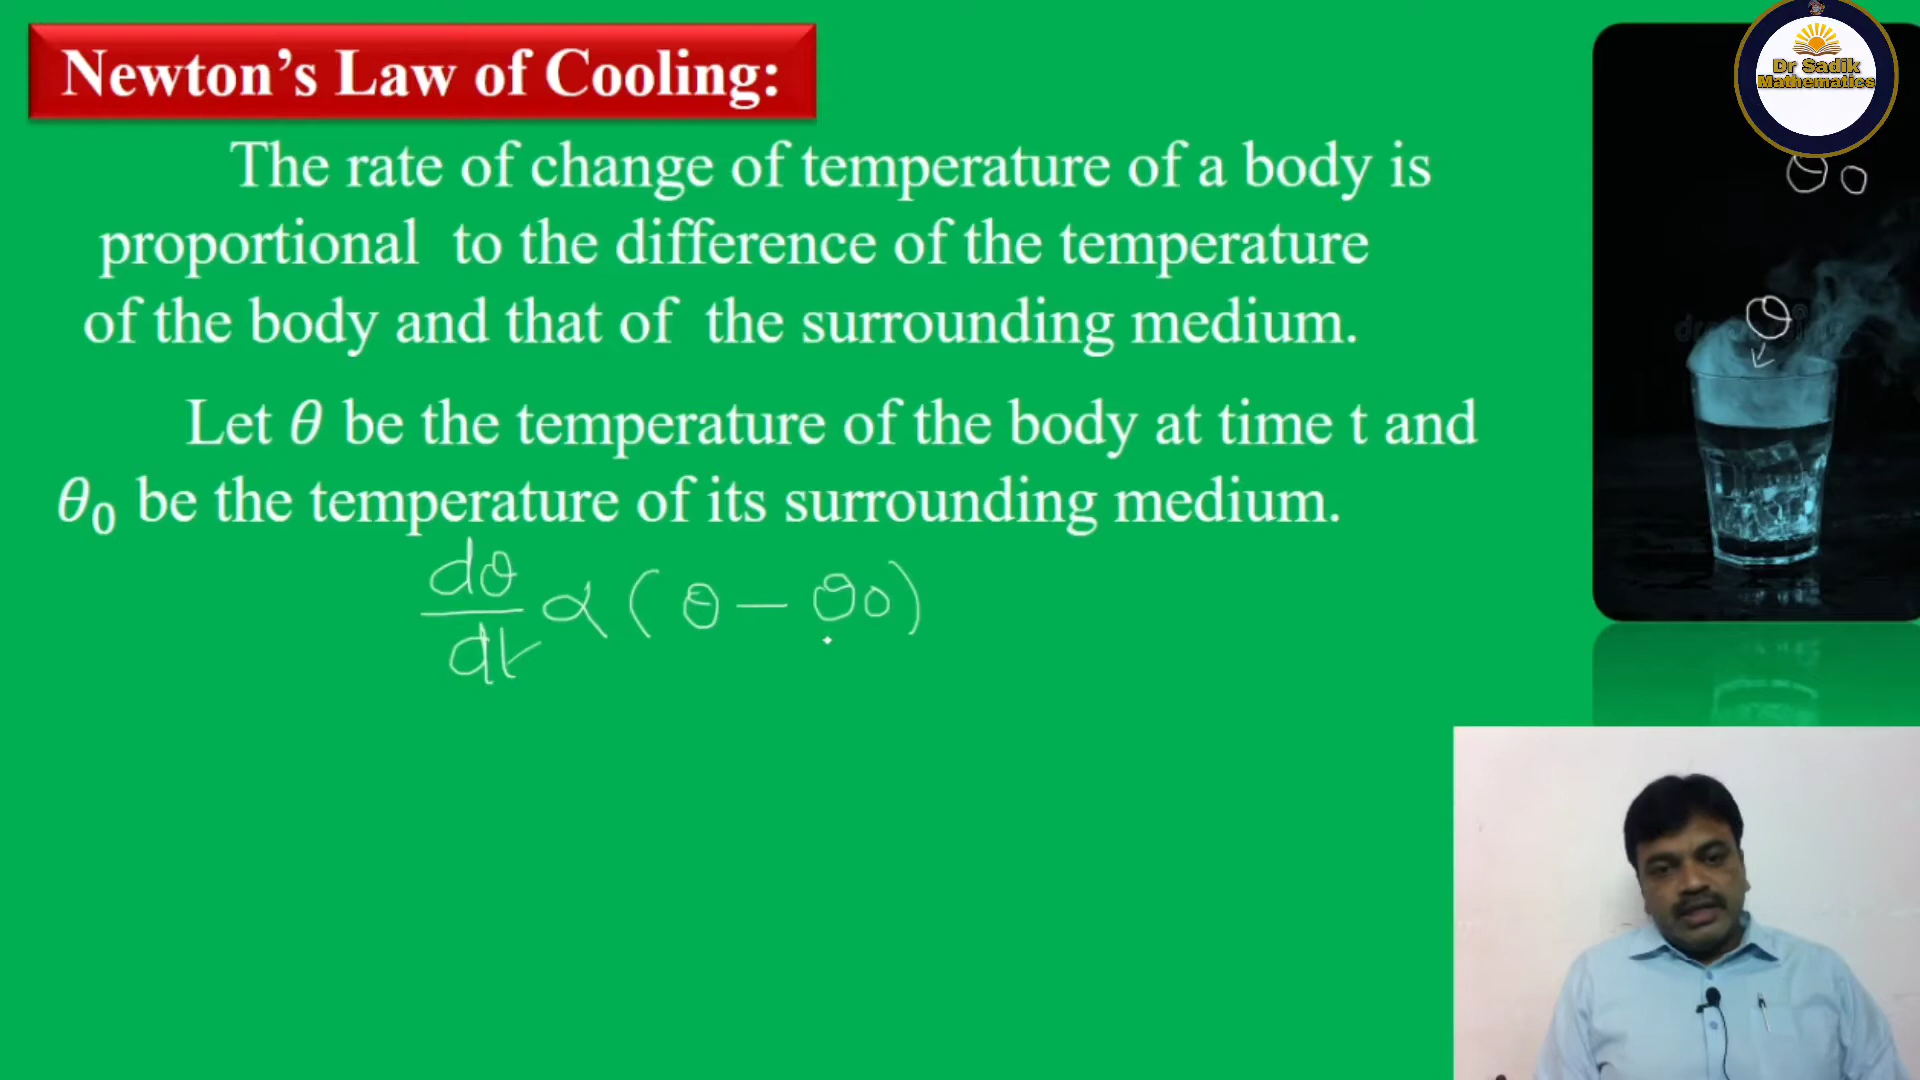 Newton’s Law of Cooling:
The rate of change of temperature of a body is
proportional to the difference of the temperature
of the body and that of the surrounding medium.
Let θ be the temperature of the body at time t and
θ₀ be the temperature of its surrounding medium.
dθ/dt ∝ (θ − θ₀)
Dr Sadik
Mathematics
θ₀
θ